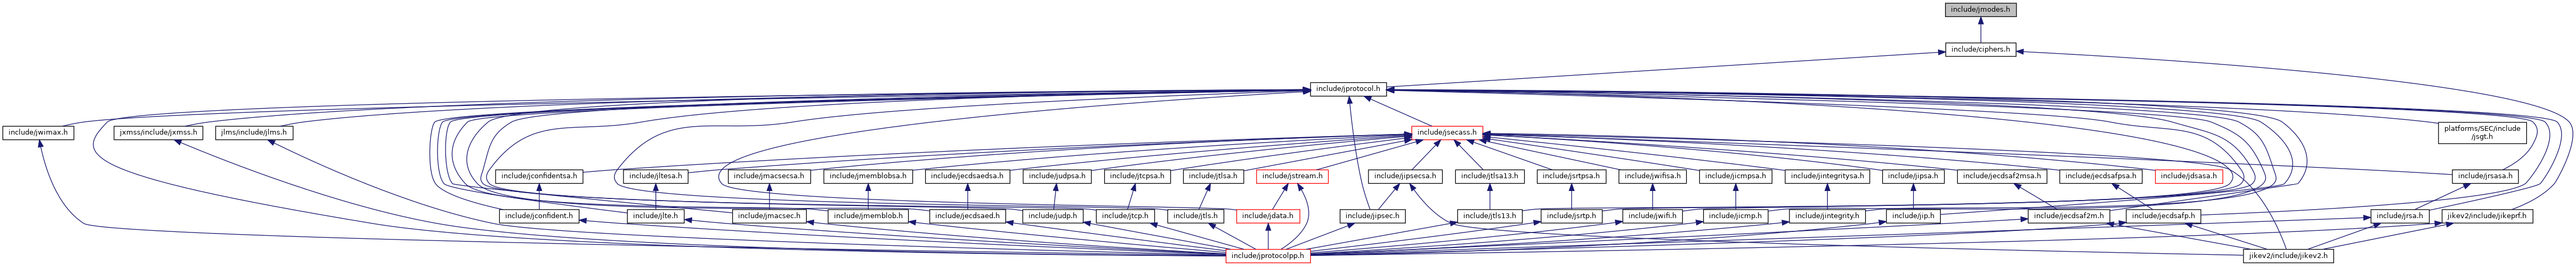 include/jmodes.h
include/ciphers.h
include/jprotocol.h
include/jwimax.h
jxmss/include/jxmss.h
jlms/include/jlms.h
include/jsecass.h
platforms/SEC/include
/jsgt.h
include/jconfidentsa.h
include/jltesa.h
include/jmacsecsa.h
include/jmemblobsa.h
include/jecdsaedsa.h
include/judpsa.h
include/jtcpsa.h
include/jtlsa.h
include/jstream.h
include/jipsecsa.h
include/jtlsa13.h
include/jsrtpsa.h
include/jwifisa.h
include/jicmpsa.h
include/jintegritysa.h
include/jipsa.h
include/jecdsaf2msa.h
include/jecdsafpsa.h
include/jdsasa.h
include/jrsasa.h
include/jconfident.h
include/jlte.h
include/jmacsec.h
include/jmemblob.h
include/jecdsaed.h
include/judp.h
include/jtcp.h
include/jtls.h
include/jdata.h
include/jipsec.h
include/jtls13.h
include/jsrtp.h
include/jwifi.h
include/jicmp.h
include/jintegrity.h
include/jip.h
include/jecdsaf2m.h
include/jecdsafp.h
include/jrsa.h
jikev2/include/jikeprf.h
include/jprotocolpp.h
jikev2/include/jikev2.h